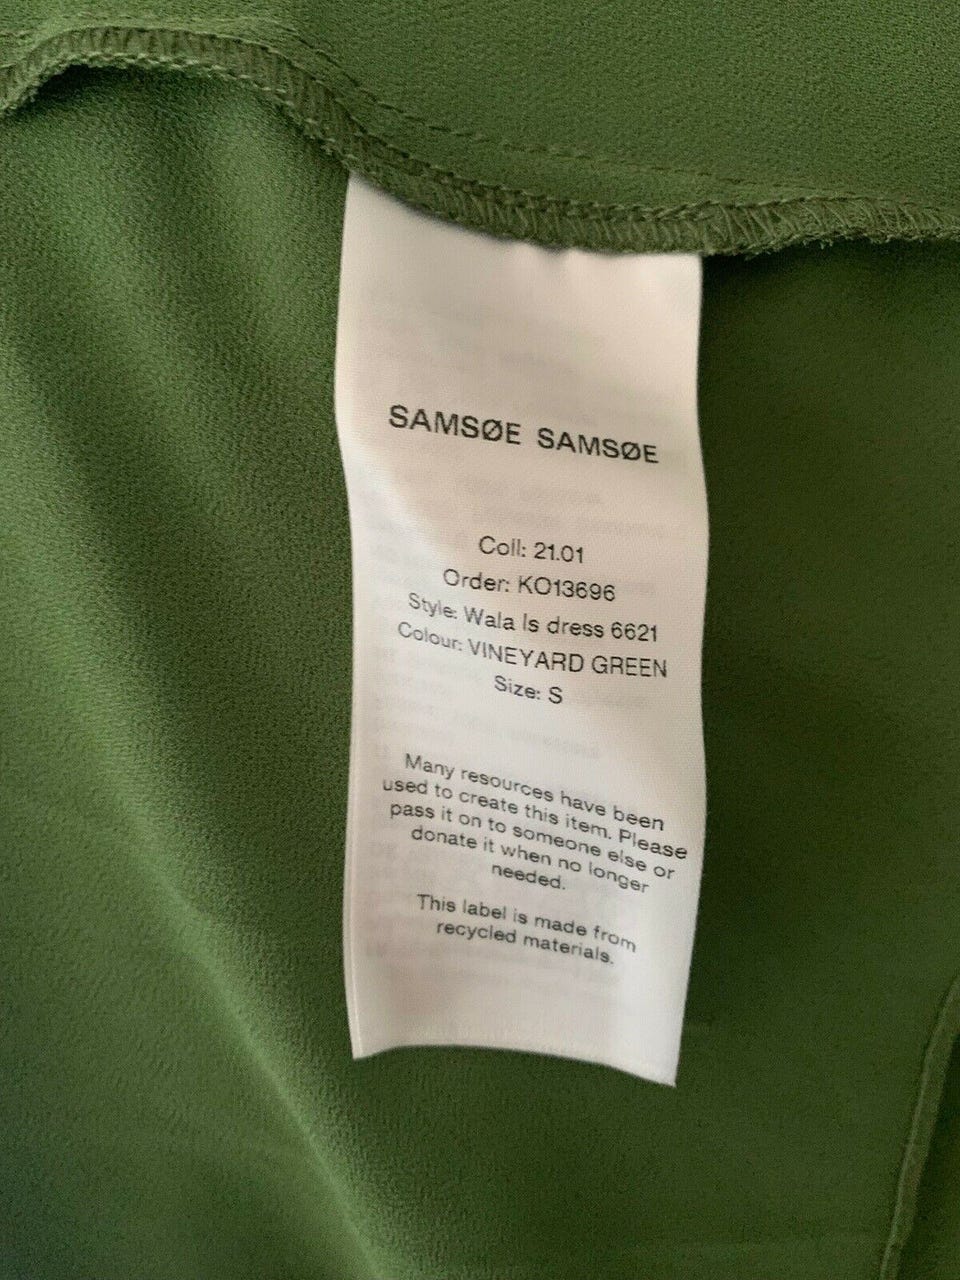 SAMSØE SAMSØE
Coll: 21.01
Order: KO13696
Style: Wala ls dress 6621
Colour: VINEYARD GREEN
Size: S
Many resources have been
used to create this item. Please
pass it on to someone else or
donate it when no longer
needed.
This label is made from
recycled materials.